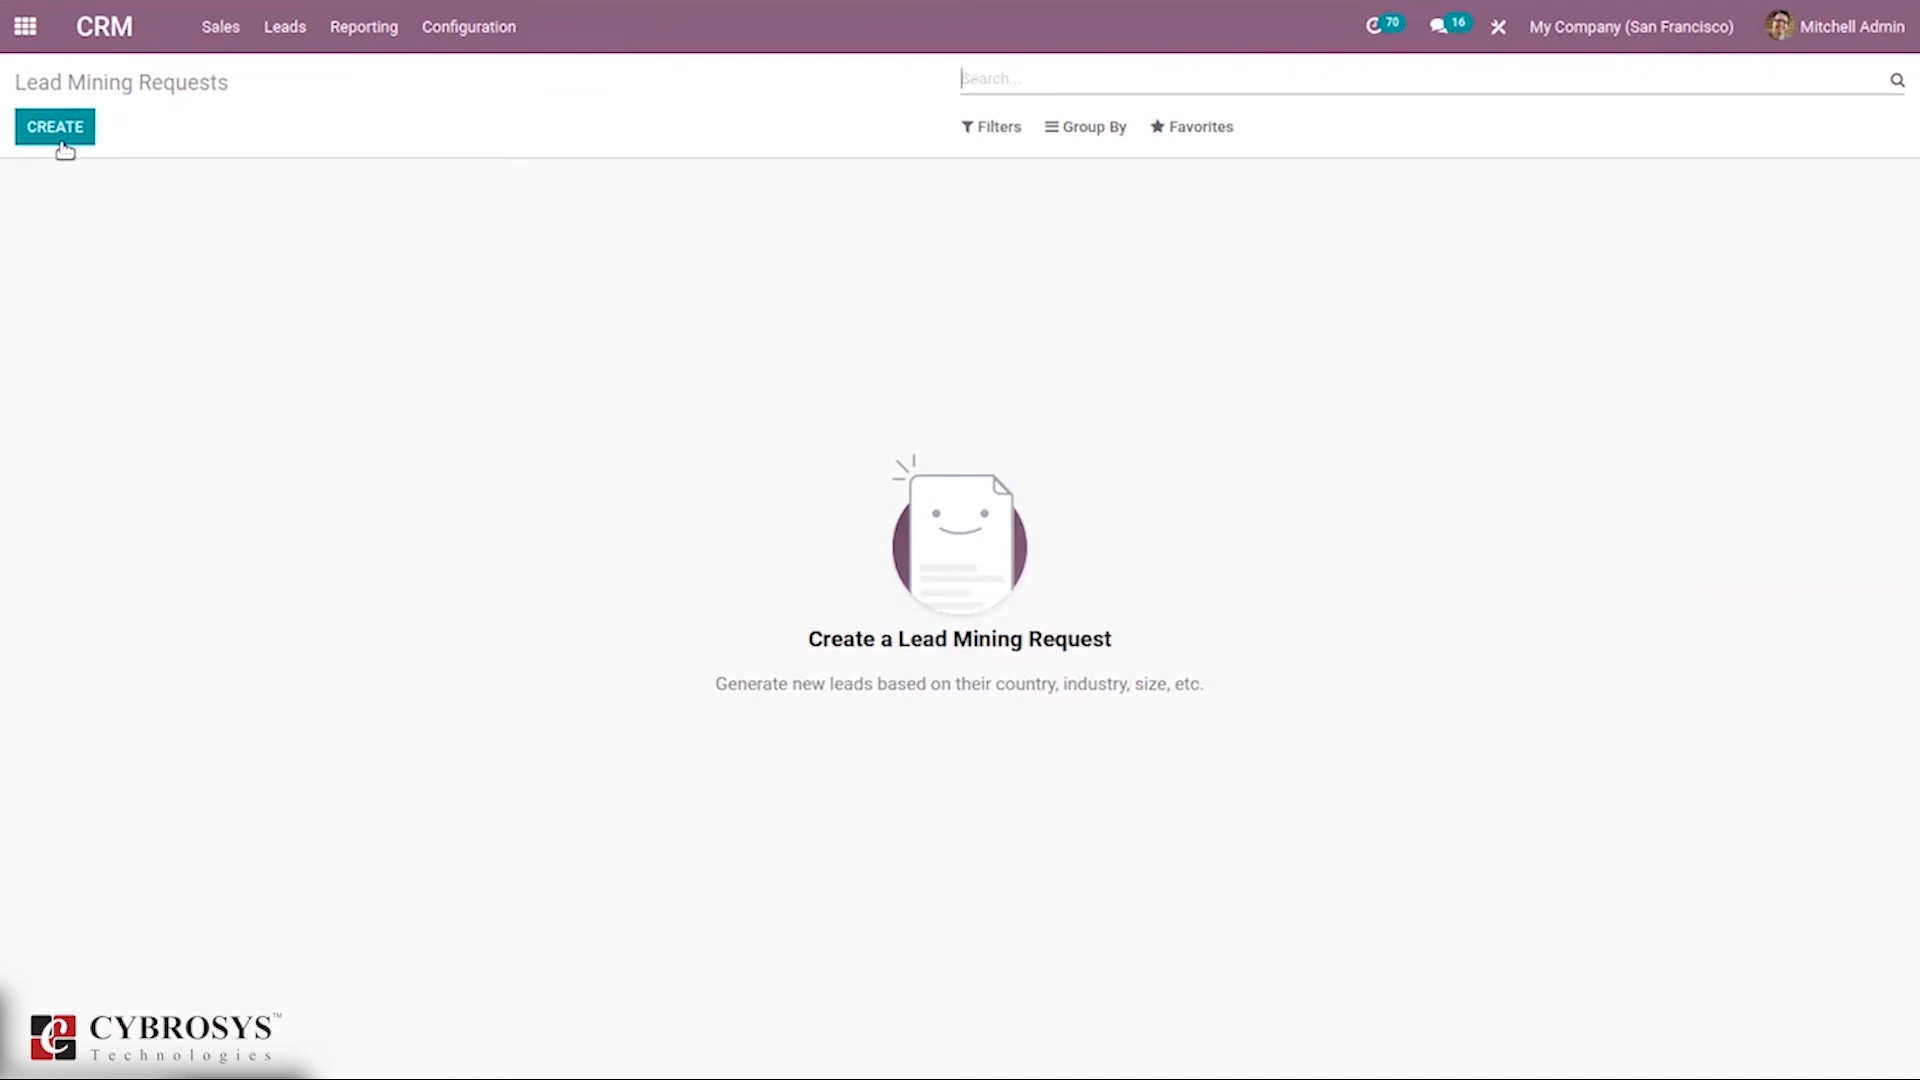 CRM Sales Leads Reporting Configuration 70 16 My Company (San Francisco) Mitchell Admin
Lead Mining Requests
Search...
CREATE
Filters Group By Favorites
Create a Lead Mining Request
Generate new leads based on their country, industry, size, etc.
CYBROSYS™
Technologies